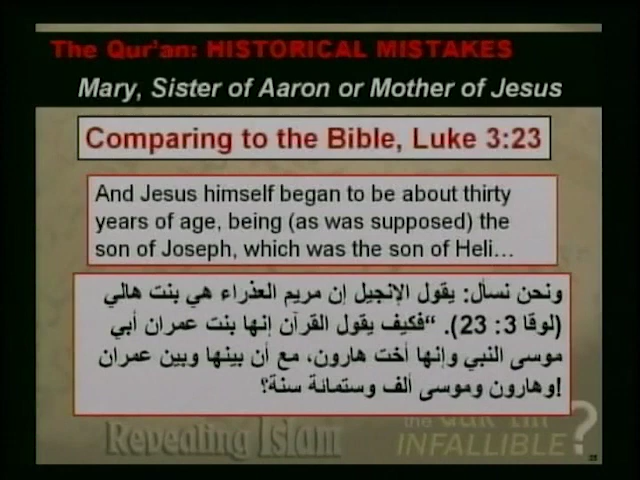 The Qur'an: HISTORICAL MISTAKES
Mary, Sister of Aaron or Mother of Jesus
Comparing to the Bible, Luke 3:23
And Jesus himself began to be about thirty
years of age, being (as was supposed) the
son of Joseph, which was the son of Heli...
ونحن نسأل: يقول الإنجيل إن مريم العذراء هي بنت هالي
(لوقا 3: 23). “فكيف يقول القرآن إنها بنت عمران أبي
موسى النبي وإنها أخت هارون، مع أن بينها وبين عمران
وهارون وموسى ألف وستمائة سنة؟!
the QUR'AN
Revealing Islam
INFALLIBLE?